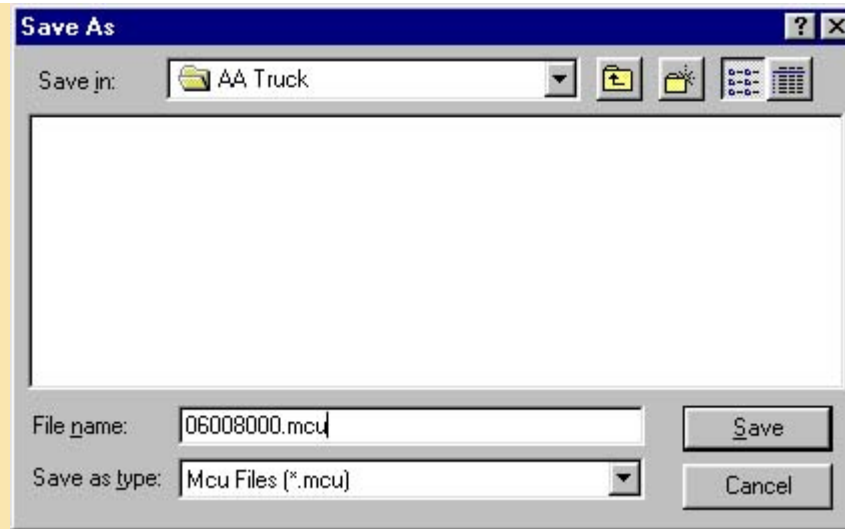 Save As
Save in: AA Truck
File name: 06008000.mcu
Save
Save as type: Mcu Files (*.mcu)
Cancel